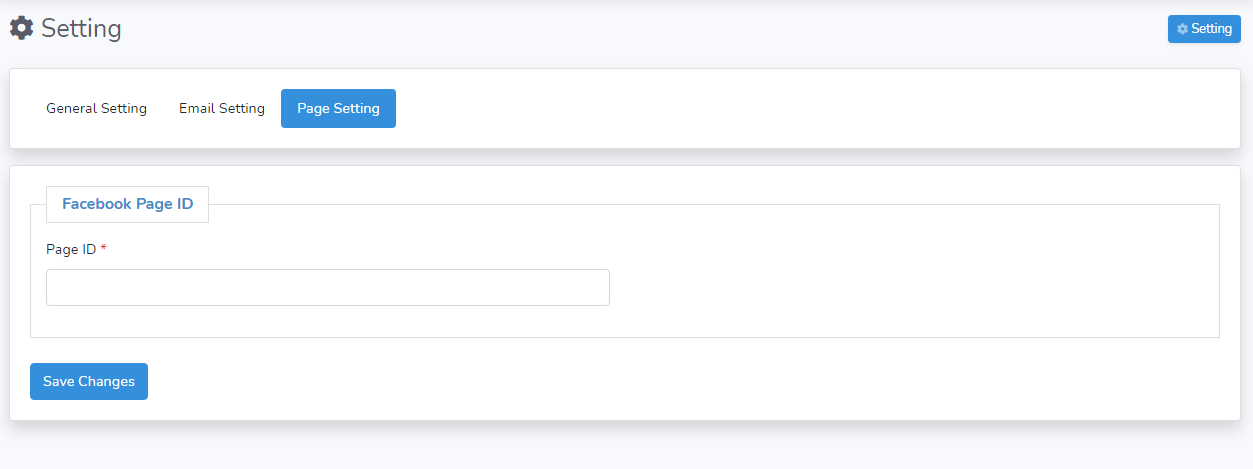 Setting
Setting
General Setting Email Setting Page Setting
Facebook Page ID
Page ID *
Save Changes